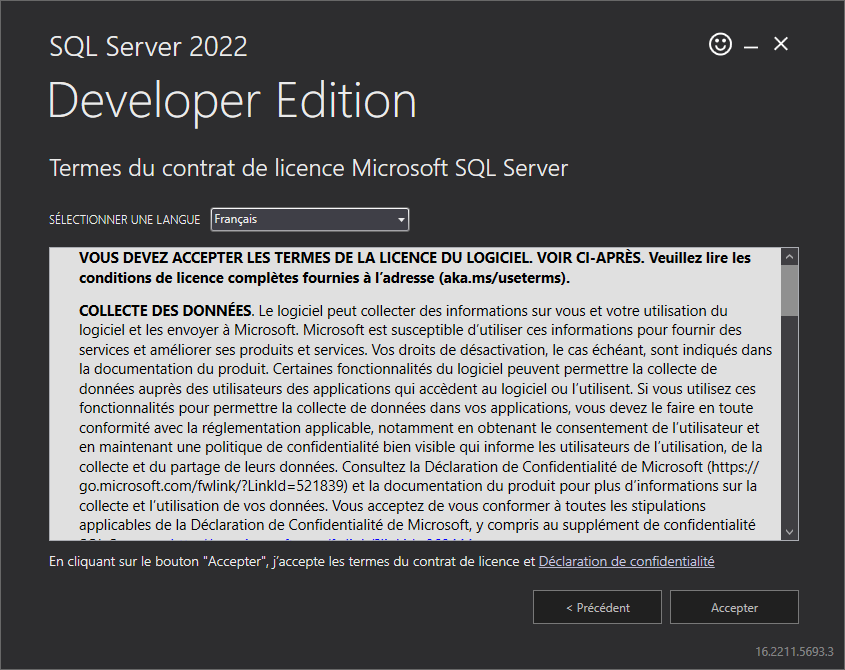 SQL Server 2022
Developer Edition
Termes du contrat de licence Microsoft SQL Server
SÉLECTIONNER UNE LANGUE Français
VOUS DEVEZ ACCEPTER LES TERMES DE LA LICENCE DU LOGICIEL. VOIR CI-APRÈS. Veuillez lire les
conditions de licence complètes fournies à l’adresse (aka.ms/useterms).
COLLECTE DES DONNÉES. Le logiciel peut collecter des informations sur vous et votre utilisation du
logiciel et les envoyer à Microsoft. Microsoft est susceptible d’utiliser ces informations pour fournir des
services et améliorer ses produits et services. Vos droits de désactivation, le cas échéant, sont indiqués dans
la documentation du produit. Certaines fonctionnalités du logiciel peuvent permettre la collecte de
données auprès des utilisateurs des applications qui accèdent au logiciel ou l’utilisent. Si vous utilisez ces
fonctionnalités pour permettre la collecte de données dans vos applications, vous devez le faire en toute
conformité avec la réglementation applicable, notamment en obtenant le consentement de l’utilisateur et
en maintenant une politique de confidentialité bien visible qui informe les utilisateurs de l’utilisation, de la
collecte et du partage de leurs données. Consultez la Déclaration de Confidentialité de Microsoft (https://
go.microsoft.com/fwlink/?LinkId=521839) et la documentation du produit pour plus d’informations sur la
collecte et l’utilisation de vos données. Vous acceptez de vous conformer à toutes les stipulations
applicables de la Déclaration de Confidentialité de Microsoft, y compris au supplément de confidentialité
En cliquant sur le bouton "Accepter", j’accepte les termes du contrat de licence et Déclaration de confidentialité
< Précédent
Accepter
16.2211.5693.3